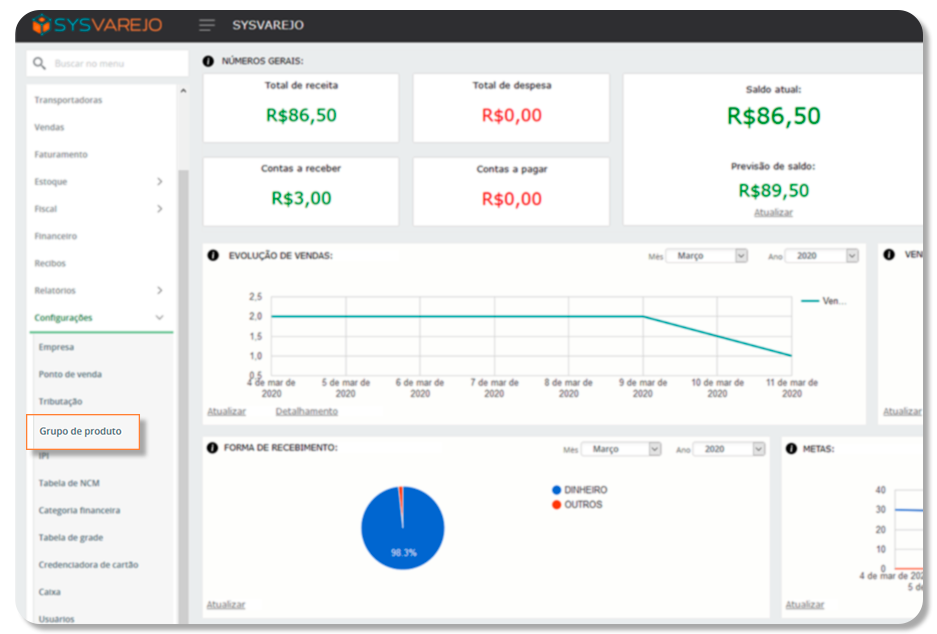 SYSVAREJO
SYSVAREJO
Buscar no menu
Transportadoras
Vendas
Faturamento
Estoque
Fiscal
Financeiro
Recibos
Relatórios
Configurações
Empresa
Ponto de venda
Tributação
Grupo de produto
IPI
Tabela de NCM
Categoria financeira
Tabela de grade
Credenciadora de cartão
Caixa
Usuários
NÚMEROS GERAIS:
Total de receita
R$86,50
Total de despesa
R$0,00
Saldo atual:
R$86,50
Contas a receber
R$3,00
Contas a pagar
R$0,00
Previsão de saldo:
R$89,50
Atualizar
EVOLUÇÃO DE VENDAS:
Mês Março Ano 2020
2,5
2,0
1,5
1,0
0,5
Ven...
4 de mar de 2020
5 de mar de 2020
6 de mar de 2020
7 de mar de 2020
8 de mar de 2020
9 de mar de 2020
10 de mar de 2020
11 de mar de 2020
Atualizar Detalhamento
VEN
Atualizar
FORMA DE RECEBIMENTO:
Mês Março Ano 2020
DINHEIRO
OUTROS
98.3%
Atualizar
METAS:
40
30
20
10
0
4 de mar de 202
5 de
Atualizar